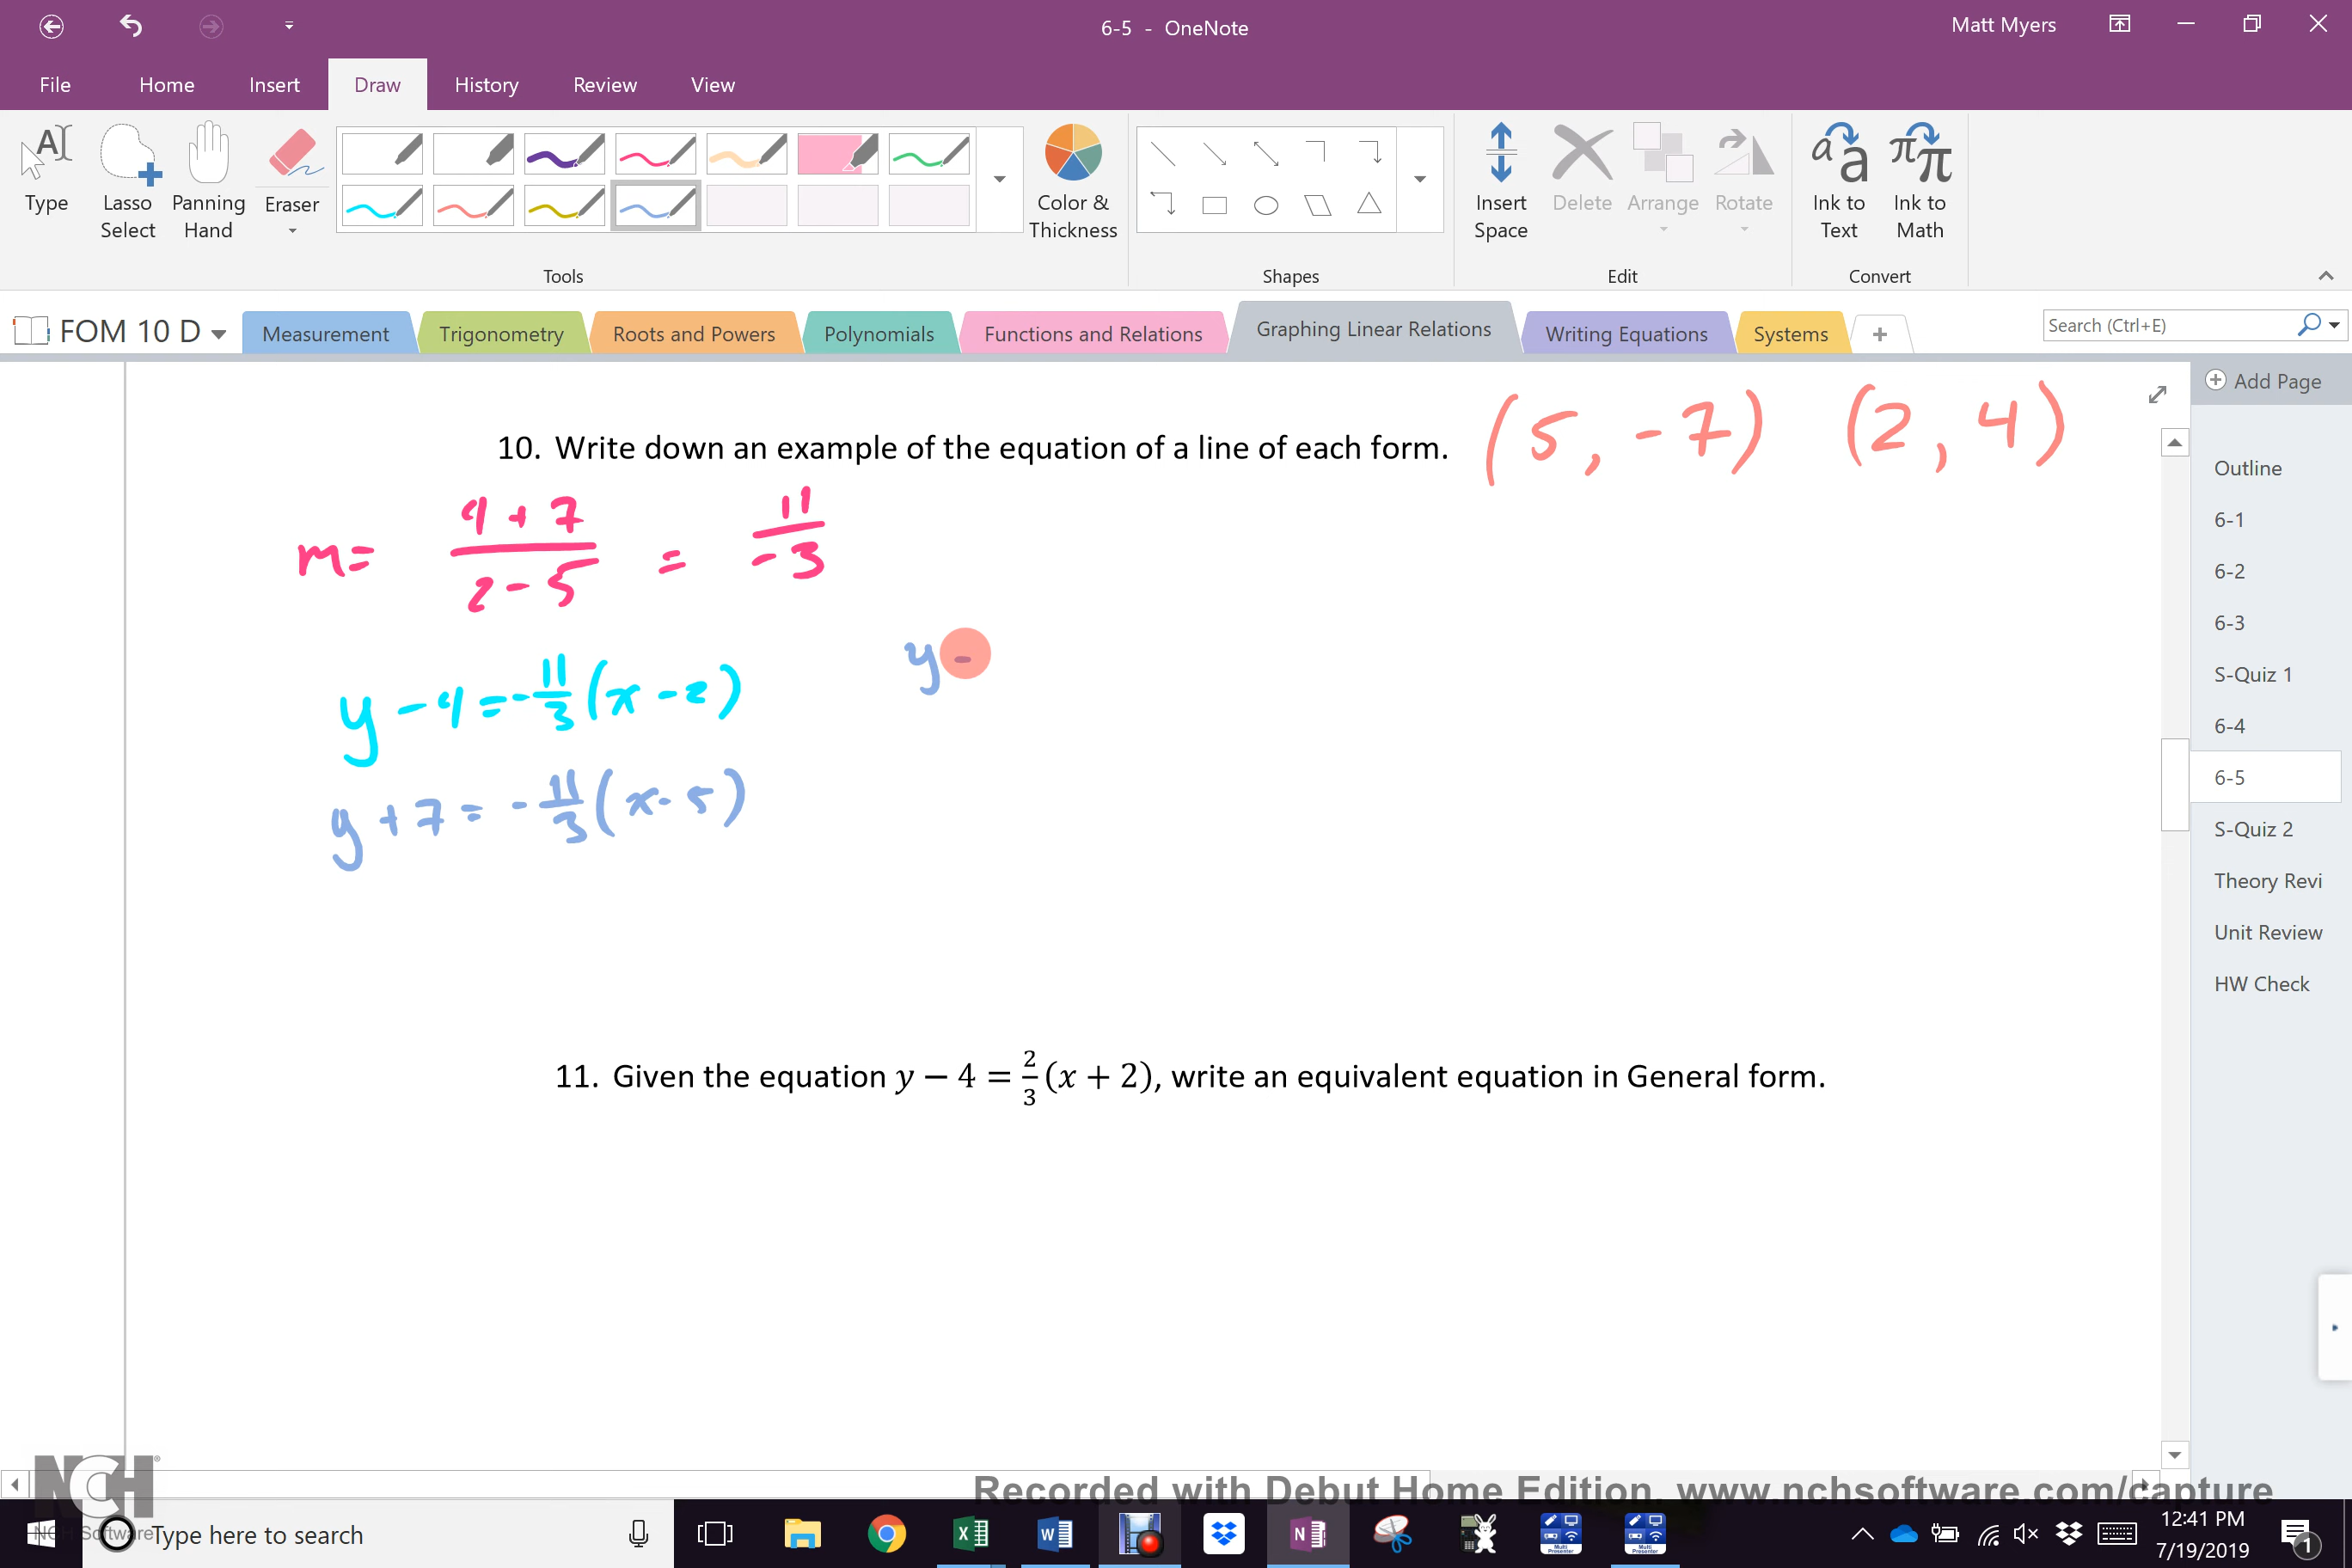 6-5 - OneNote
Matt Myers
File Home Insert Draw History Review View
Type
Lasso Select
Panning Hand
Eraser
Color & Thickness
Insert Space
Delete
Arrange
Rotate
Ink to Text
Ink to Math
Tools
Shapes
Edit
Convert
FOM 10 D
Measurement
Trigonometry
Roots and Powers
Polynomials
Functions and Relations
Graphing Linear Relations
Writing Equations
Systems
Search (Ctrl+E)
Add Page
Outline
6-1
6-2
6-3
S-Quiz 1
6-4
6-5
S-Quiz 2
Theory Revi
Unit Review
HW Check
10. Write down an example of the equation of a line of each form. (5, -7) (2, 4)
m= 4+7/2-5 = 11/-3
y-4=-11/3(x-2)
y -
y+7=-11/3(x-5)
11. Given the equation y − 4 = 2/3(x + 2), write an equivalent equation in General form.
NCH®
NCH Software
Recorded with Debut Home Edition. www.nchsoftware.com/capture
Type here to search
12:41 PM
7/19/2019
1